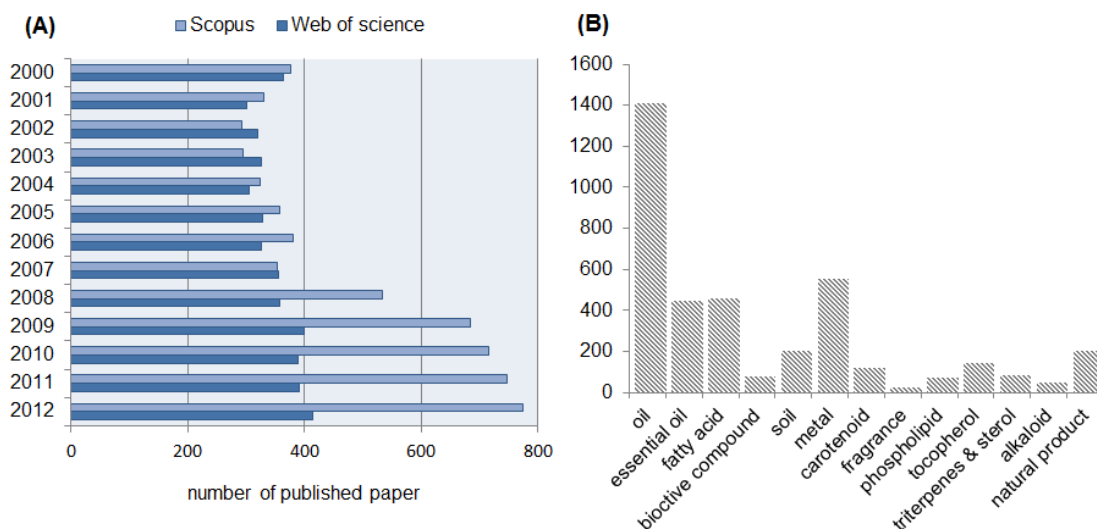 (A)
Scopus Web of science
2000
2001
2002
2003
2004
2005
2006
2007
2008
2009
2010
2011
2012
0 200 400 600 800
number of published paper
(B)
1600
1400
1200
1000
800
600
400
200
0
oil
essential oil
fatty acid
bioctive compound
soil
metal
carotenoid
fragrance
phospholipid
tocopherol
triterpenes & sterol
alkaloid
natural product